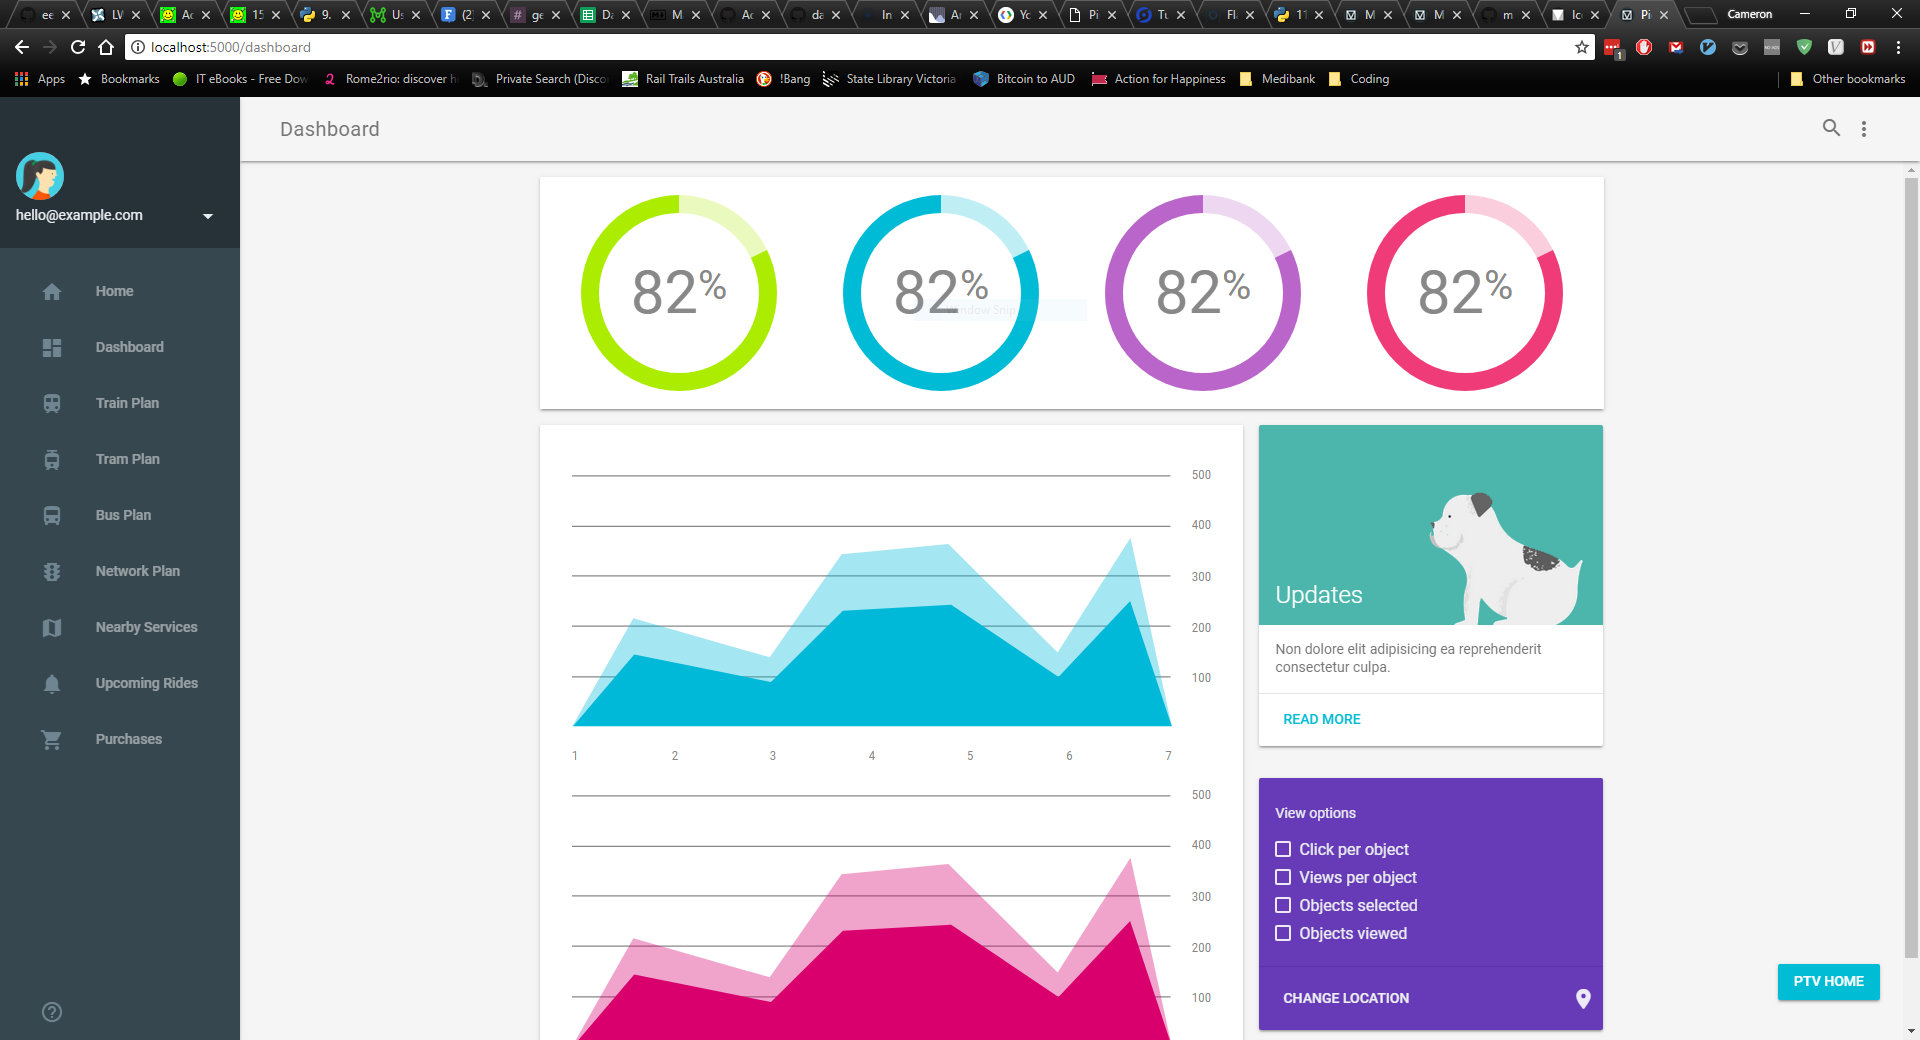 ee
LV
Ac
15
9.
Us
(2)
ge
Da
M
Ac
da
In
Ar
Yc
Pi
Tu
Fl
11
M
M
m
Ic
Pi
Cameron
localhost:5000/dashboard
1
Apps
Bookmarks
IT eBooks - Free Dow
Rome2rio: discover h
Private Search (Disco
Rail Trails Australia
!Bang
State Library Victoria
Bitcoin to AUD
Action for Happiness
Medibank
Coding
Other bookmarks
hello@example.com
Home
Dashboard
Train Plan
Tram Plan
Bus Plan
Network Plan
Nearby Services
Upcoming Rides
Purchases
Dashboard
82%
82%
82%
82%
Window Snip
500
400
300
200
100
1 2 3 4 5 6 7
500
400
300
200
100
Updates
Non dolore elit adipisicing ea reprehenderit
consectetur culpa.
READ MORE
View options
Click per object
Views per object
Objects selected
Objects viewed
CHANGE LOCATION
PTV HOME